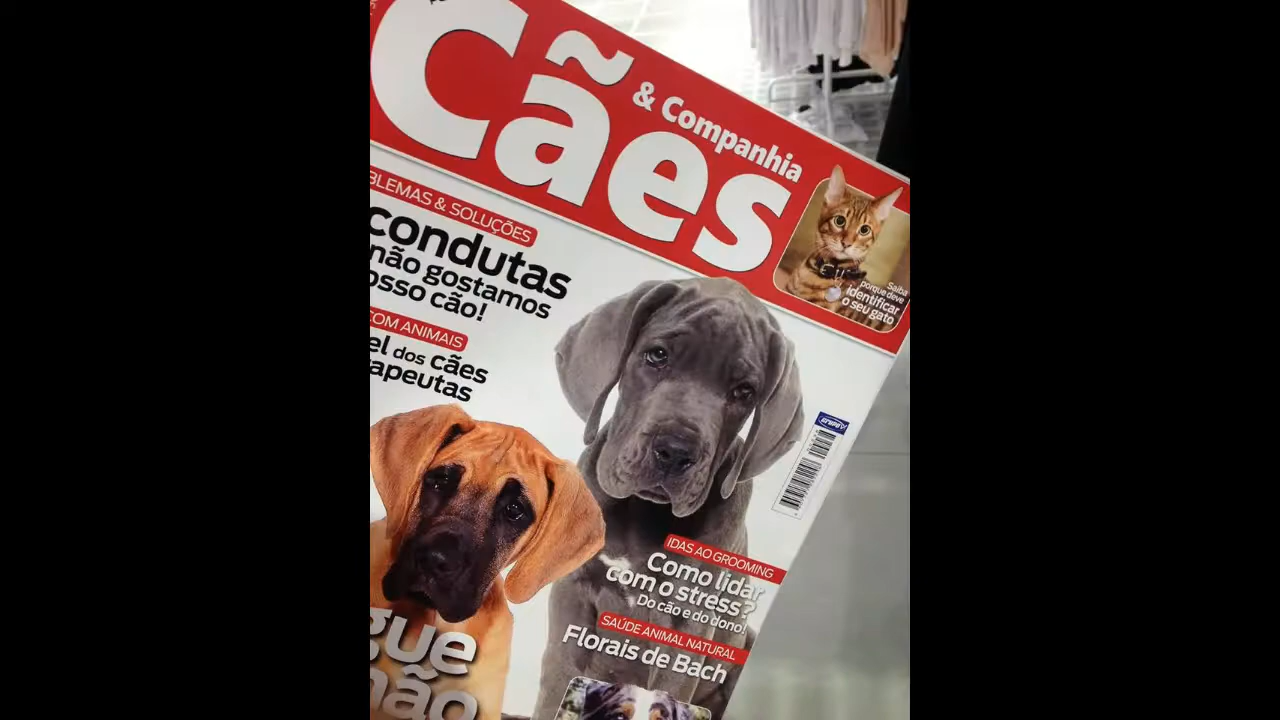 Cães
& Companhia
BLEMAS & SOLUÇÕES
condutas
não gostamos
osso cão!
COM ANIMAIS
el dos cães
apeutas
Saiba
porque deve
identificar
o seu gato
IDAS AO GROOMING
Como lidar
com o stress?
Do cão e do dono!
SAÚDE ANIMAL NATURAL
Florais de Bach
gue
não